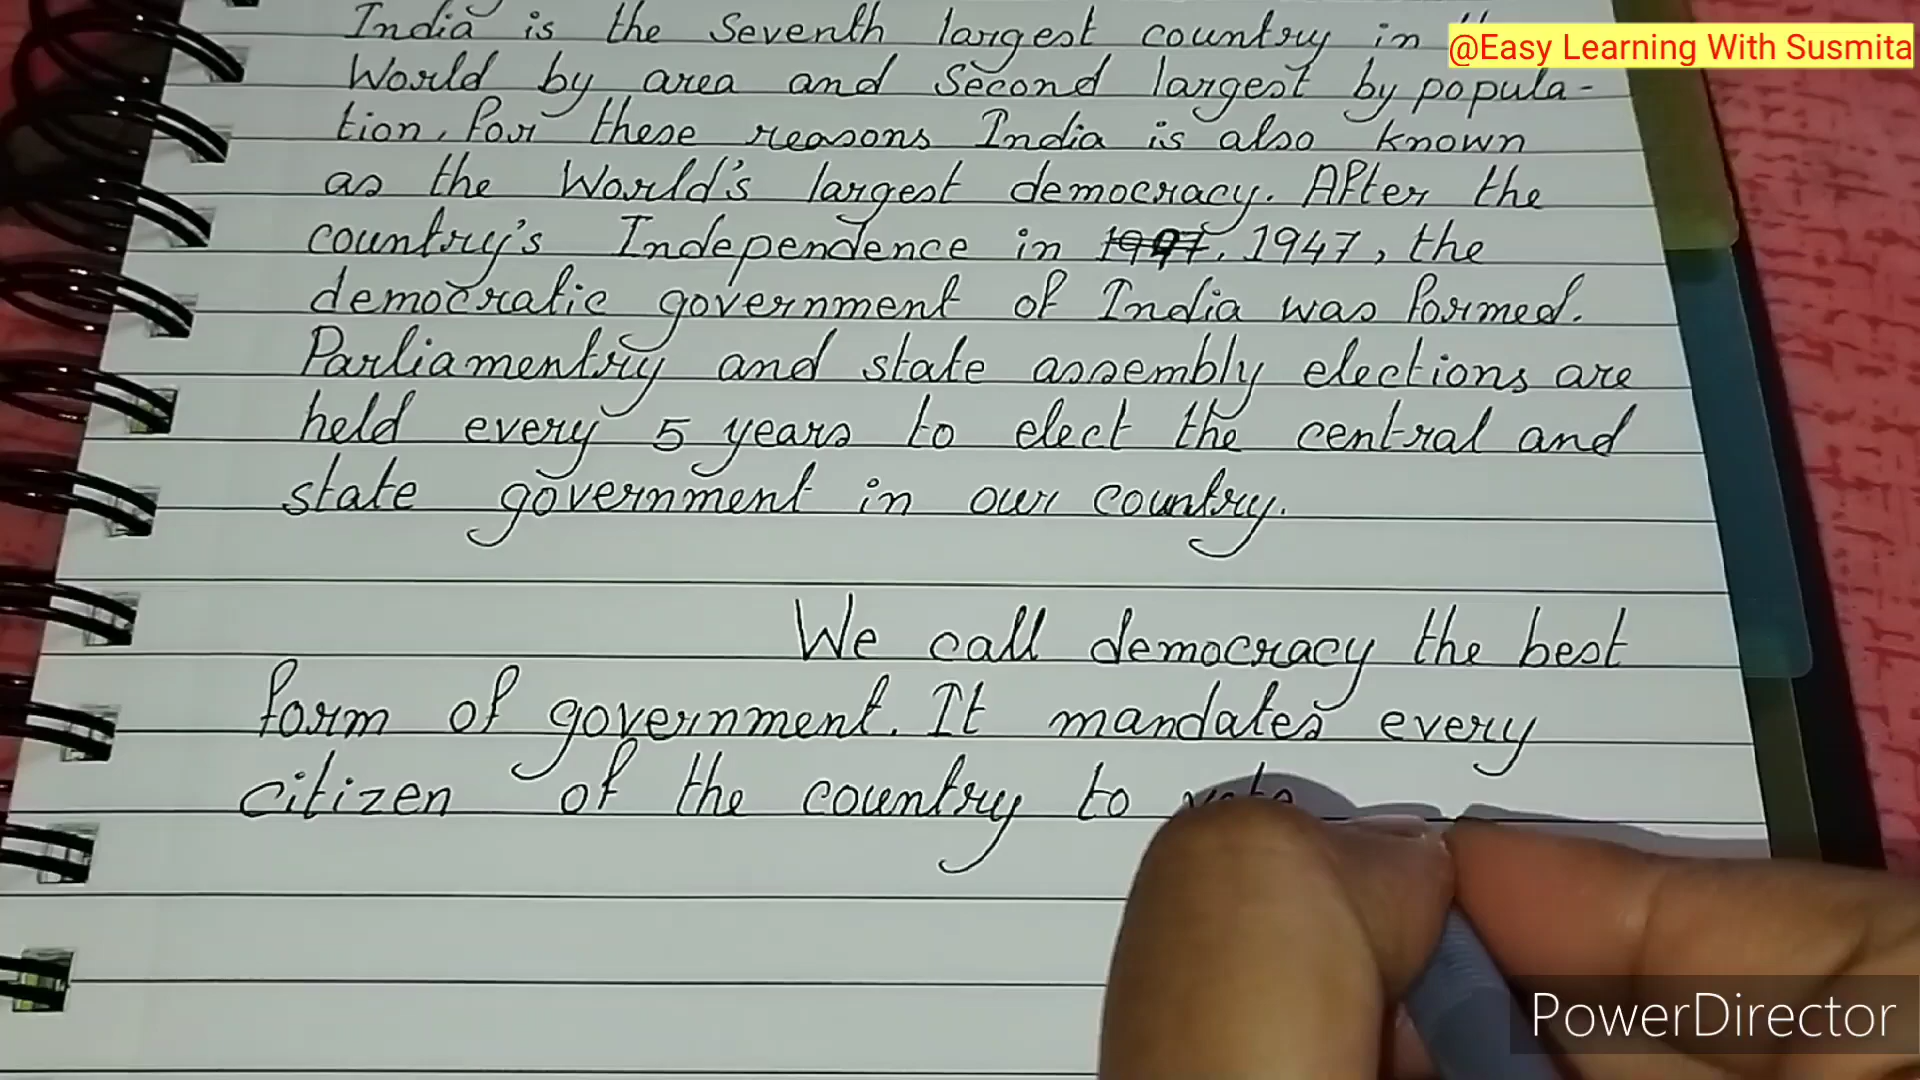 India is the Seventh largest country in
@Easy Learning With Susmita
World by area and Second largest by popula-
tion. For these reasons India is also known
as the World's largest democracy. After the
country's Independence in 1997. 1947, the
democratic government of India was formed.
Parliamentry and state assembly elections are
held every 5 years to elect the central and
state government in our country.
We call democracy the best
form of government. It mandates every
citizen of the country to vote
PowerDirector